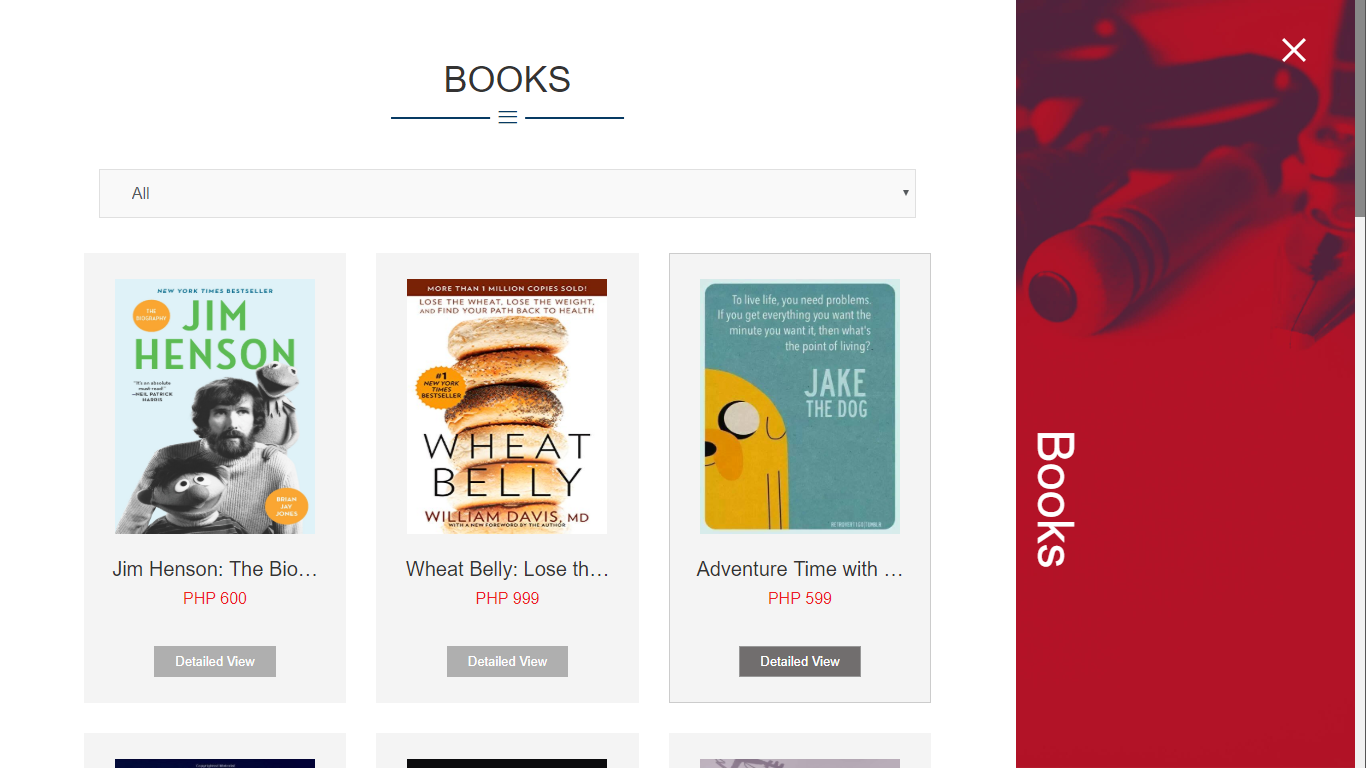 BOOKS
All
NEW YORK TIMES BESTSELLER
THE
BIOGRAPHY
JIM
HENSON
"It's an absolute
must-read!"
—NEIL PATRICK
HARRIS
BRIAN
JAY
JONES
Jim Henson: The Bio…
PHP 600
Detailed View
MORE THAN 1 MILLION COPIES SOLD!
LOSE THE WHEAT, LOSE THE WEIGHT,
AND FIND YOUR PATH BACK TO HEALTH
#1
NEW YORK
TIMES
BESTSELLER
WHEAT
BELLY
WILLIAM DAVIS, MD
WITH A NEW FOREWORD BY THE AUTHOR
Wheat Belly: Lose th…
PHP 999
Detailed View
To live life, you need problems.
If you get everything you want the
minute you want it, then what's
the point of living?
JAKE
THE DOG
Adventure Time with …
PHP 599
Detailed View
Books